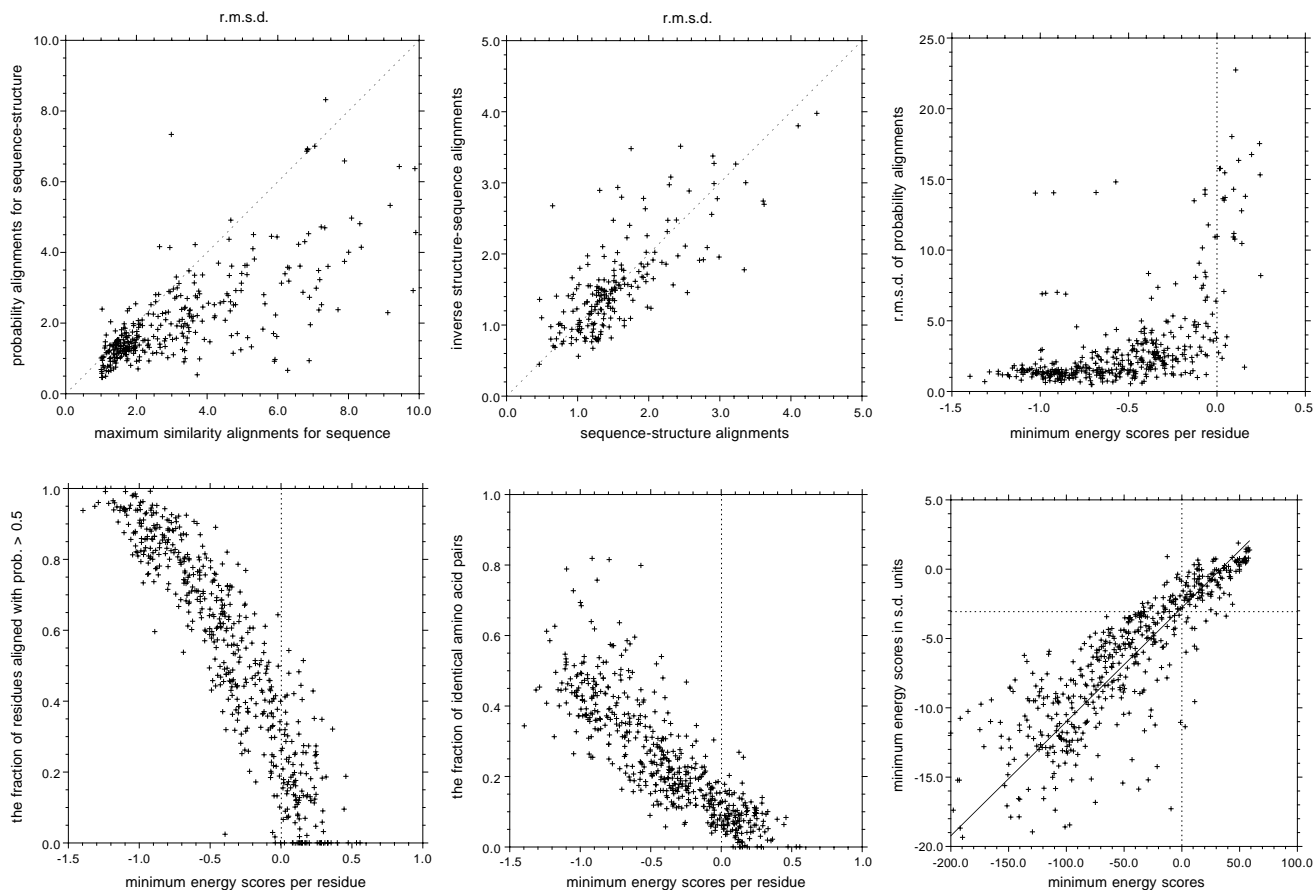 r.m.s.d.
probability alignments for sequence-structure
10.0
8.0
6.0
4.0
2.0
0.0
0.0 2.0 4.0 6.0 8.0 10.0
maximum similarity alignments for sequence
r.m.s.d.
inverse structure-sequence alignments
5.0
4.0
3.0
2.0
1.0
0.0
0.0 1.0 2.0 3.0 4.0 5.0
sequence-structure alignments
r.m.s.d. of probability alignments
25.0
20.0
15.0
10.0
5.0
0.0
-1.5 -1.0 -0.5 0.0 0.5
minimum energy scores per residue
the fraction of residues aligned with prob. > 0.5
1.0
0.8
0.6
0.4
0.2
0.0
-1.5 -1.0 -0.5 0.0 0.5 1.0
minimum energy scores per residue
the fraction of identical amino acid pairs
1.0
0.8
0.6
0.4
0.2
0.0
-1.5 -1.0 -0.5 0.0 0.5 1.0
minimum energy scores per residue
minimum energy scores in s.d. units
5.0
0.0
-5.0
-10.0
-15.0
-20.0
-200.0 -150.0 -100.0 -50.0 0.0 50.0 100.0
minimum energy scores